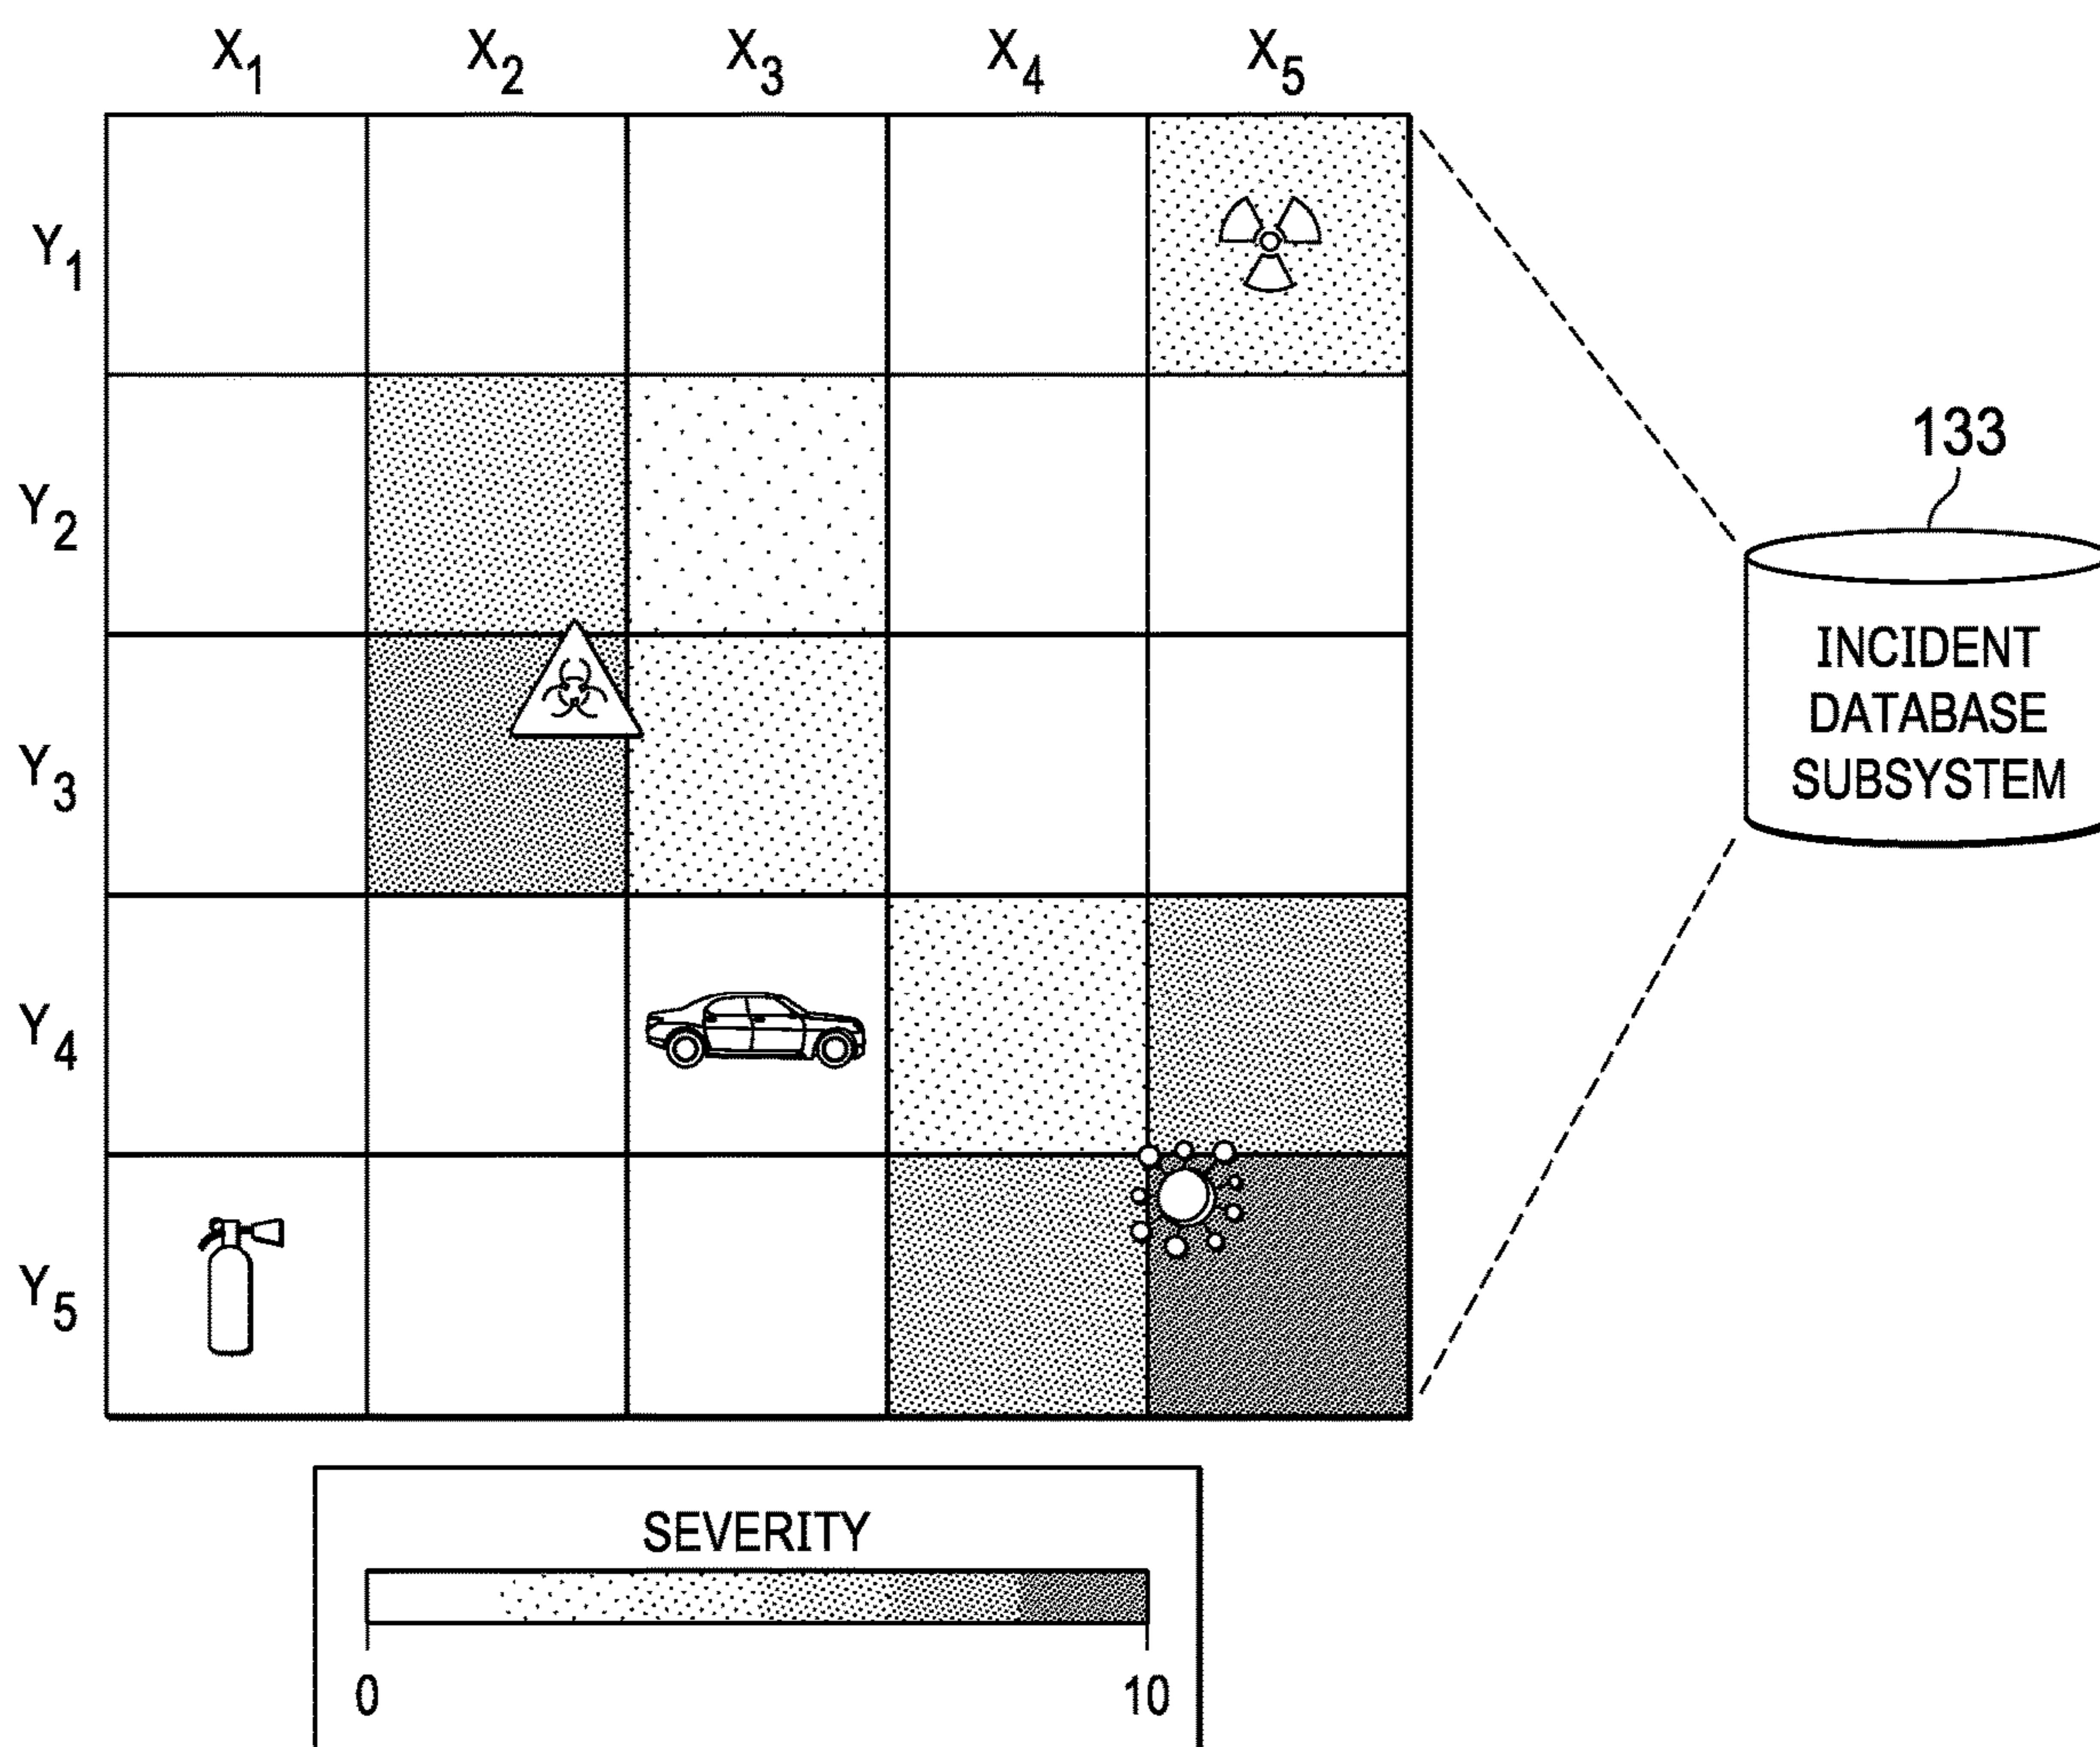 X1 X2 X3 X4 X5
Y1
Y2
Y3
Y4
Y5
133
INCIDENT
DATABASE
SUBSYSTEM
SEVERITY
0 10